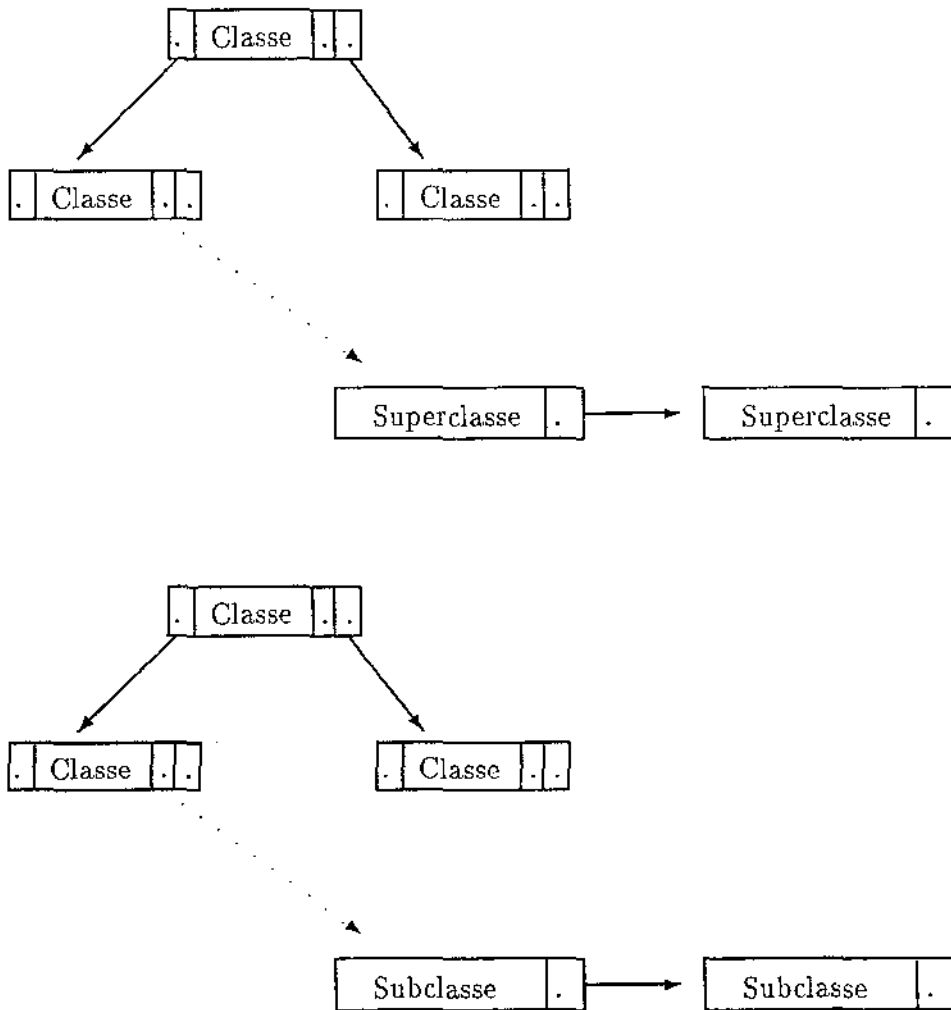 . Classe . .
. Classe . . . Classe . .
Superclasse . Superclasse .
. Classe . .
. Classe . . . Classe . .
Subclasse . Subclasse .